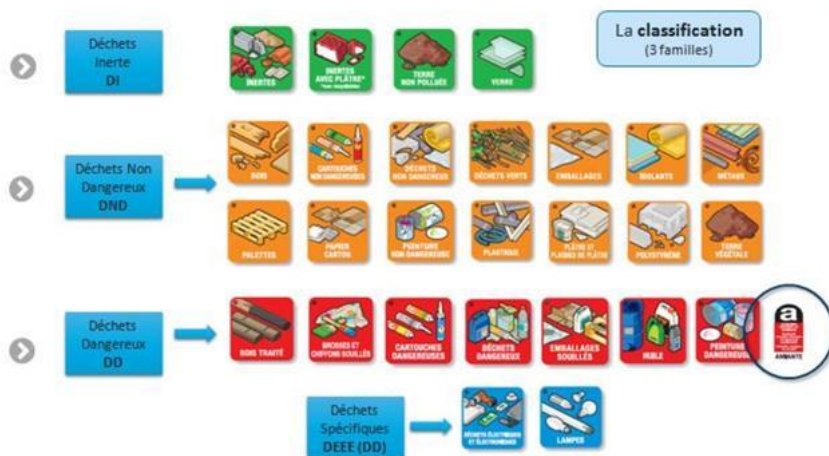 La classification
(3 familles)
Déchets
Inerte
DI
INERTES
INERTES
AVEC PLÂTRE*
TERRE
NON POLLUÉE
VERRE
Déchets Non
Dangereux
DND
BOIS
CARTOUCHES
NON DANGEREUSES
DÉCHETS
NON DANGEREUX
DÉCHETS VERTS
EMBALLAGES
ISOLANTS
MÉTAUX
PALETTES
PAPIER
CARTON
PEINTURE
NON DANGEREUSE
PLASTIQUE
PLÂTRE ET
PLAQUES DE PLÂTRE
POLYSTYRÈNE
TERRE
VÉGÉTALE
Déchets
Dangereux
DD
BOIS TRAITÉ
CHIFFONS SOUILLÉS
CARTOUCHES
DANGEREUSES
DÉCHETS
DANGEREUX
EMBALLAGES
SOUILLÉS
HUILE
PEINTURE
DANGEREUSE
a
AMIANTE
Déchets
Spécifiques
DEEE (DD)
DÉCHETS ÉLECTRIQUES
ET ÉLECTRONIQUES
LAMPES